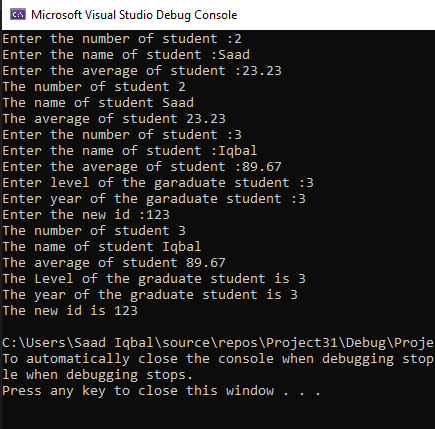 Microsoft Visual Studio Debug Console
Enter the number of student :2
Enter the name of student :Saad
Enter the average of student :23.23
The number of student 2
The name of student Saad
The average of student 23.23
Enter the number of student :3
Enter the name of student :Iqbal
Enter the average of student :89.67
Enter level of the garaduate student :3
Enter year of the garaduate student :3
Enter the new id :123
The number of student 3
The name of student Iqbal
The average of student 89.67
The Level of the graduate student is 3
The year of the graduate student is 3
The new id is 123
C:\Users\Saad Iqbal\source\repos\Project31\Debug\Proje
To automatically close the console when debugging stop
le when debugging stops.
Press any key to close this window . . .